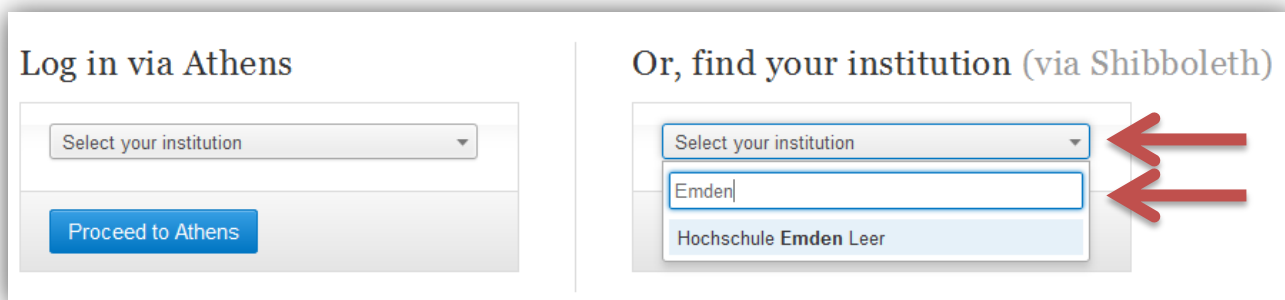 Log in via Athens
Select your institution
Proceed to Athens
Or, find your institution (via Shibboleth)
Select your institution
Emden
Hochschule Emden Leer